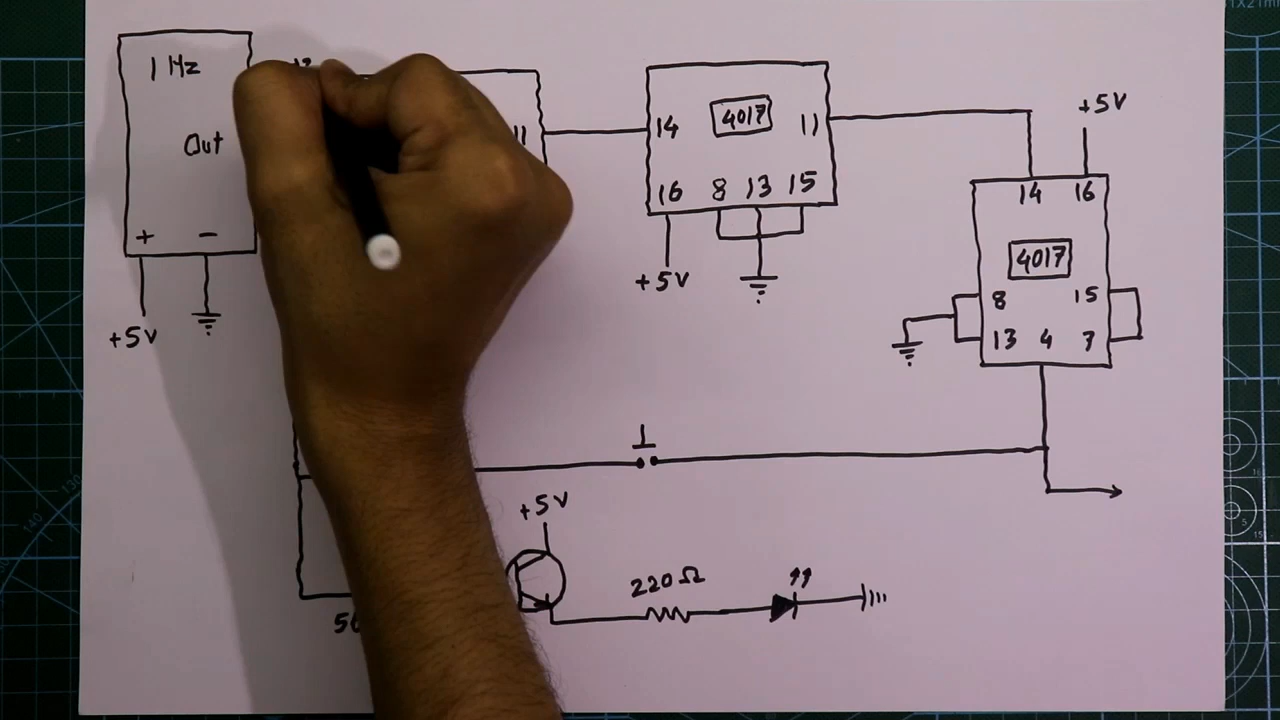 1 Hz
Out
+ -
+5V
11
14 4017 11
16 8 13 15
+5V
+5V
14 16
4017
8 15
13 4 7
+5V
220 Ω